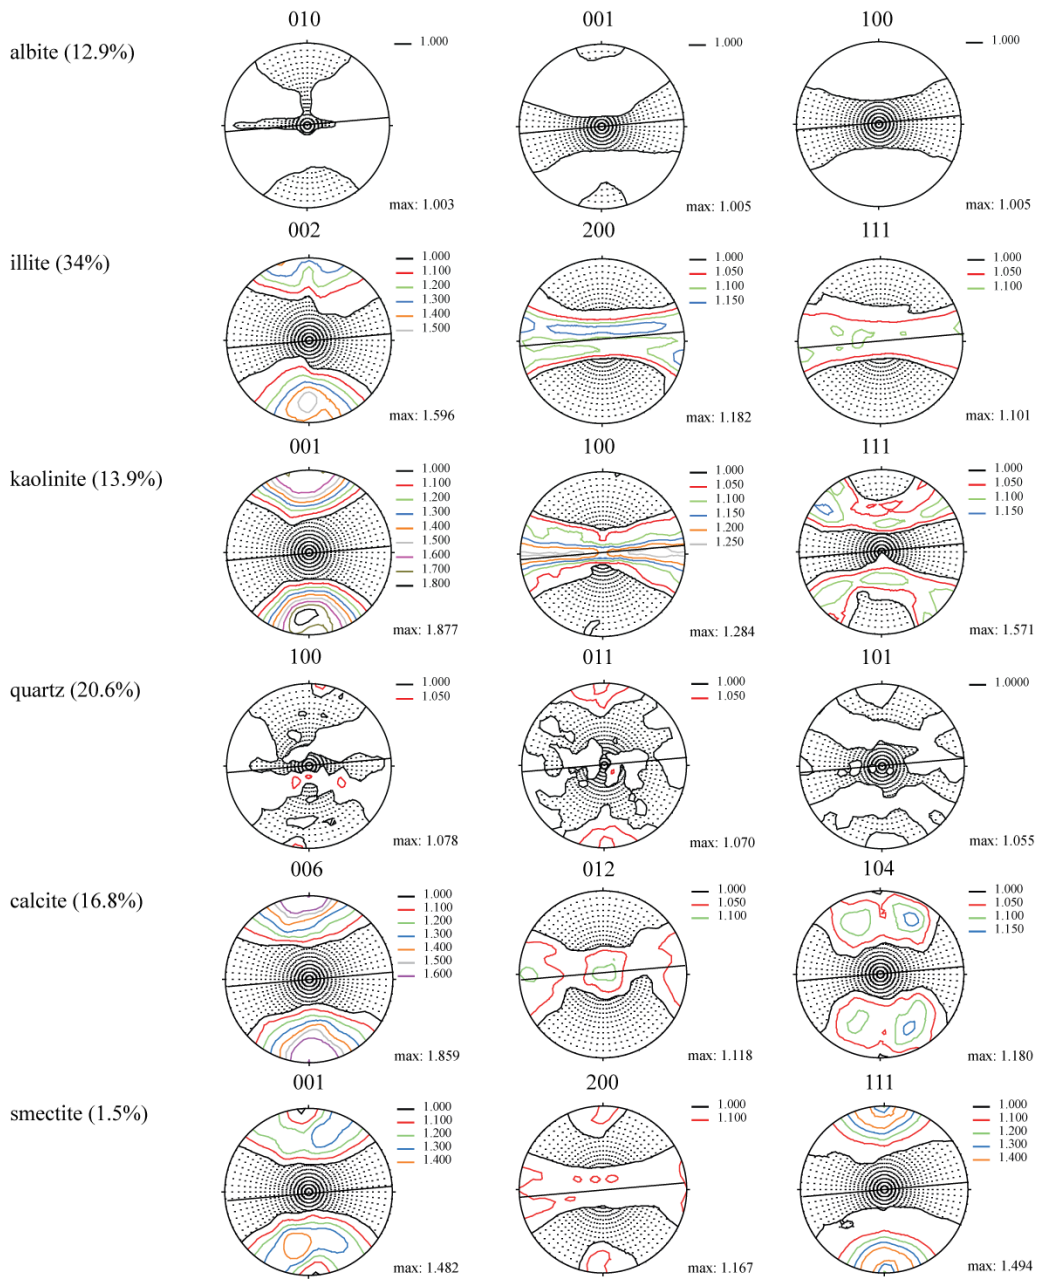 010 001 100
albite (12.9%)
1.000 1.000 1.000
max: 1.003 max: 1.005 max: 1.005
002 200 111
illite (34%)
1.000 1.000 1.000
1.100 1.050 1.050
1.200 1.100 1.100
1.300 1.150
1.400
1.500
max: 1.596 max: 1.182 max: 1.101
001 100 111
kaolinite (13.9%)
1.000 1.000 1.000
1.100 1.050 1.050
1.200 1.100 1.100
1.300 1.150 1.150
1.400 1.200
1.500 1.250
1.600
1.700
1.800
max: 1.877 max: 1.284 max: 1.571
100 011 101
quartz (20.6%)
1.000 1.000 1.0000
1.050 1.050
max: 1.078 max: 1.070 max: 1.055
006 012 104
calcite (16.8%)
1.000 1.000 1.000
1.100 1.050 1.050
1.200 1.100 1.100
1.300 1.150
1.400
1.500
1.600
max: 1.859 max: 1.118 max: 1.180
001 200 111
smectite (1.5%)
1.000 1.000 1.000
1.100 1.100 1.100
1.200 1.200
1.300 1.300
1.400 1.400
max: 1.482 max: 1.167 max: 1.494